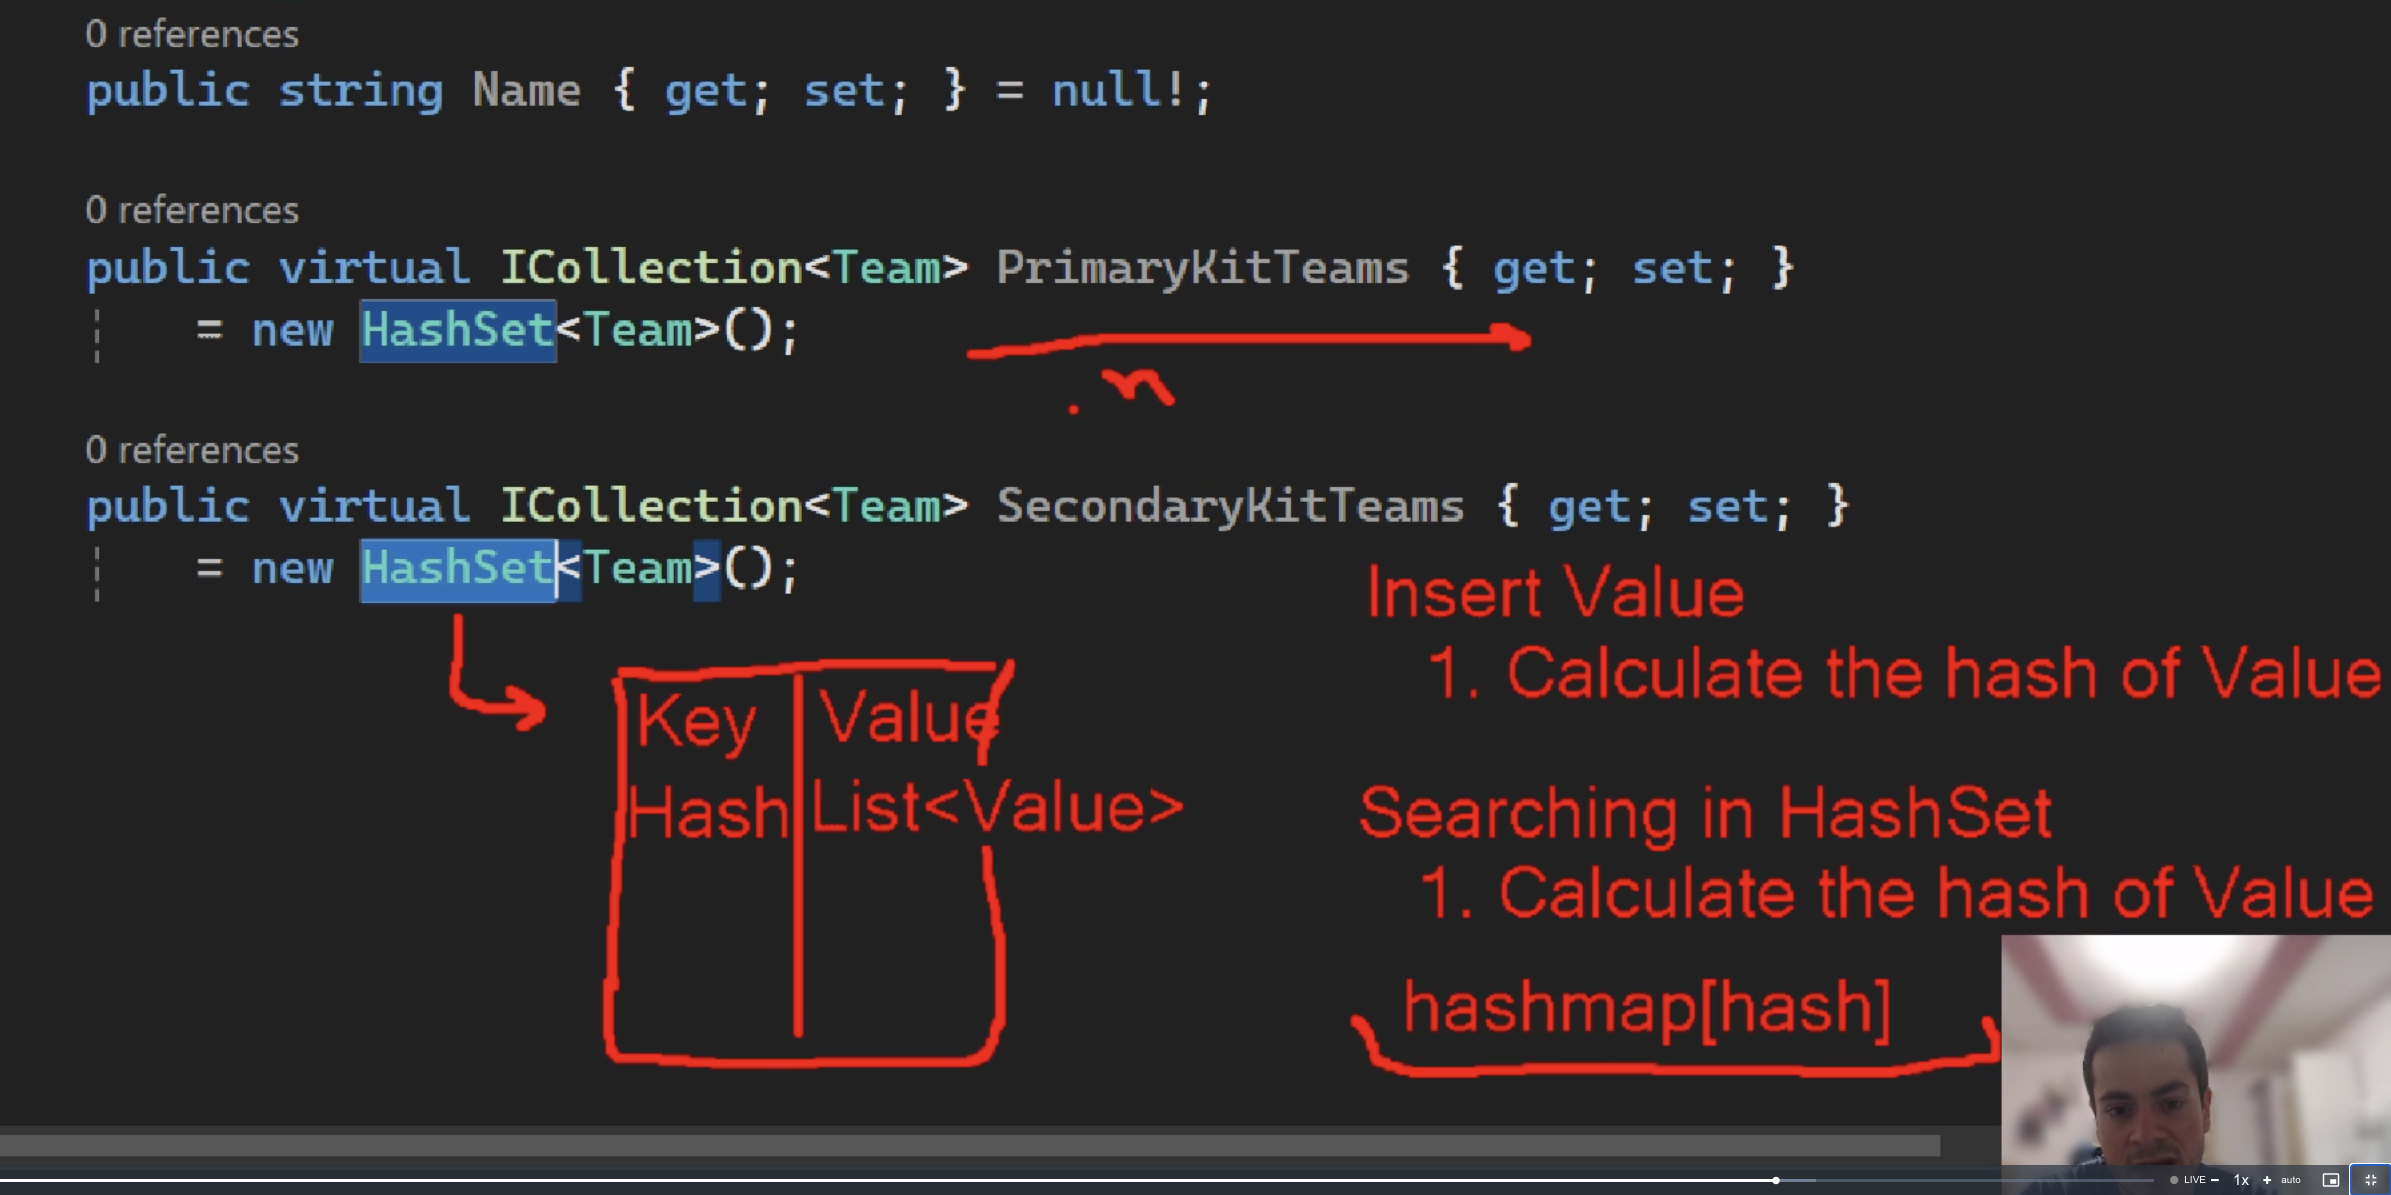 0 references
public string Name { get; set; } = null!;
0 references
public virtual ICollection<Team> PrimaryKitTeams { get; set; }
= new HashSet<Team>();
0 references
public virtual ICollection<Team> SecondaryKitTeams { get; set; }
= new HashSet<Team>();
Key Value
Hash List<Value>
Insert Value
1. Calculate the hash of Value
Searching in HashSet
1. Calculate the hash of Value
hashmap[hash]
LIVE 1x auto